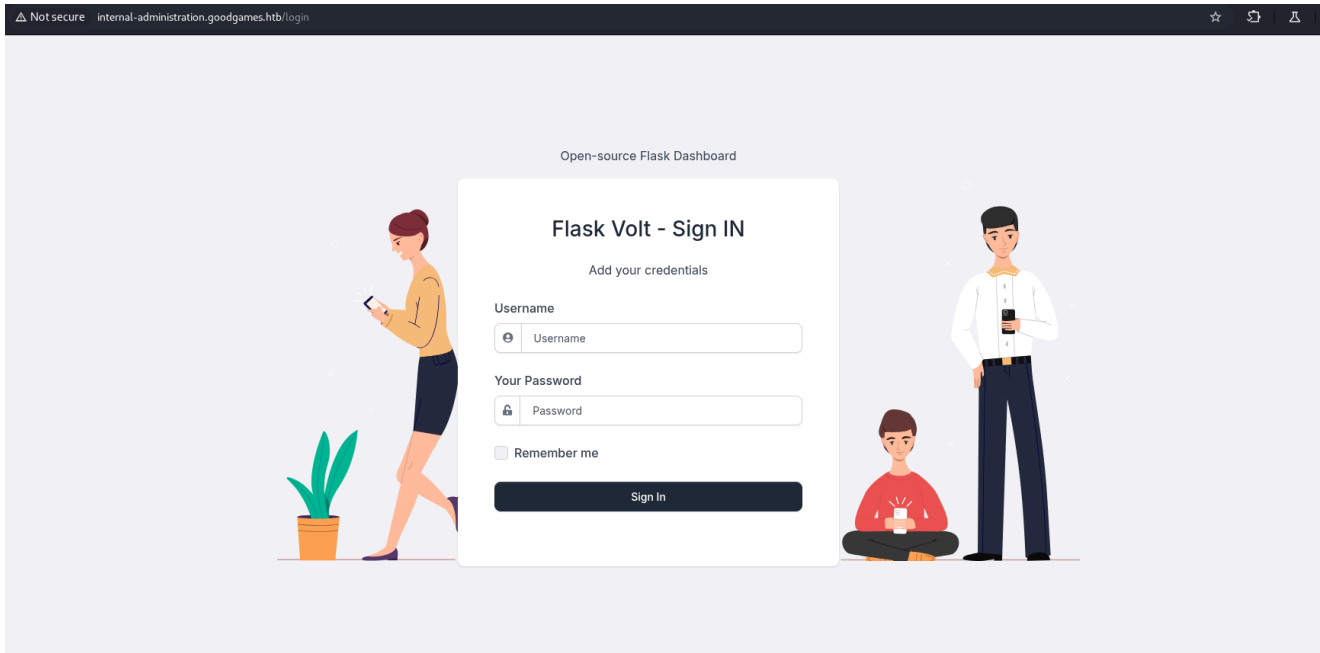 Not secure internal-administration.goodgames.htb/login
Open-source Flask Dashboard
Flask Volt - Sign IN
Add your credentials
Username
Username
Your Password
Password
Remember me
Sign In